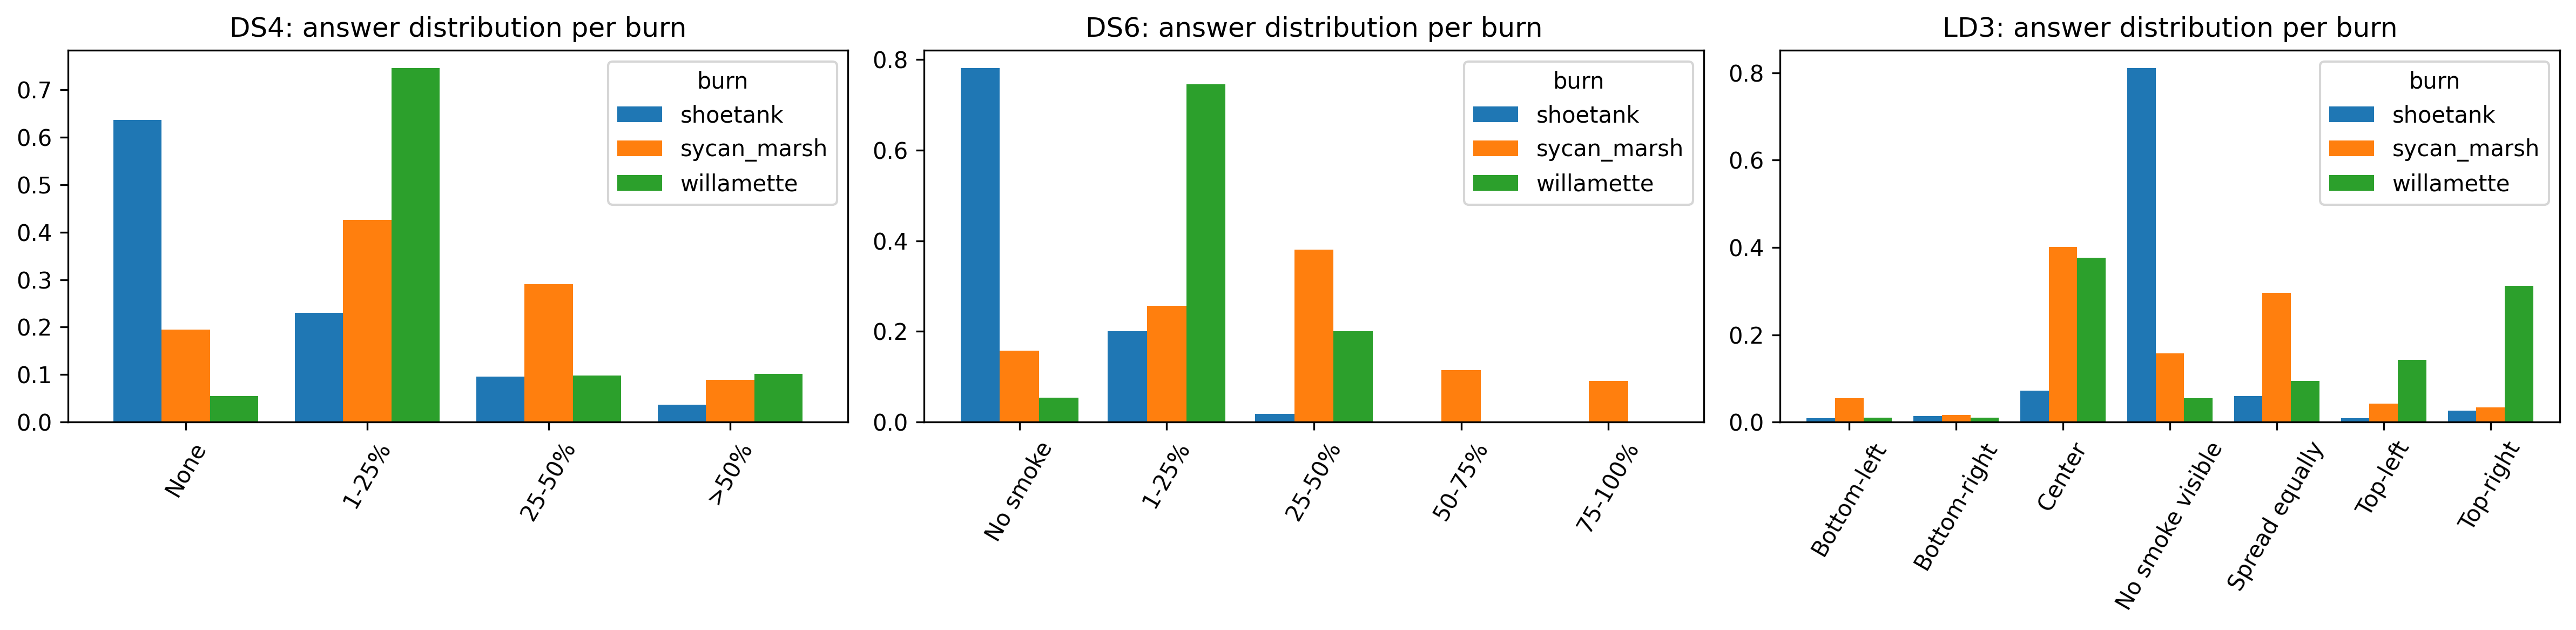 DS4: answer distribution per burn
0.7
0.6
0.5
0.4
0.3
0.2
0.1
0.0
burn
shoetank
sycan_marsh
willamette
None
1-25%
25-50%
>50%
DS6: answer distribution per burn
0.8
0.6
0.4
0.2
0.0
burn
shoetank
sycan_marsh
willamette
No smoke
1-25%
25-50%
50-75%
75-100%
LD3: answer distribution per burn
0.8
0.6
0.4
0.2
0.0
burn
shoetank
sycan_marsh
willamette
Bottom-left
Bottom-right
Center
No smoke visible
Spread equally
Top-left
Top-right